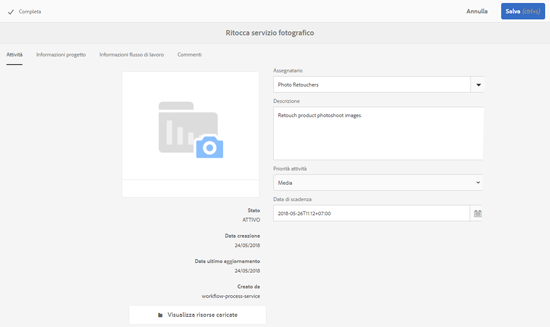 Completa
Annulla
Salva
Ritocca servizio fotografico
Attività
Informazioni progetto
Informazioni flusso di lavoro
Commenti
Assegnatario
Photo Retouchers
Descrizione
Retouch product photoshoot images.
Priorità attività
Media
Data di scadenza
2018-05-26T11:12+07:00
Stato
ATTIVO
Data creazione
24/05/2018
Data ultimo aggiornamento
24/05/2018
Creato da
workflow-process-service
Visualizza risorse caricate